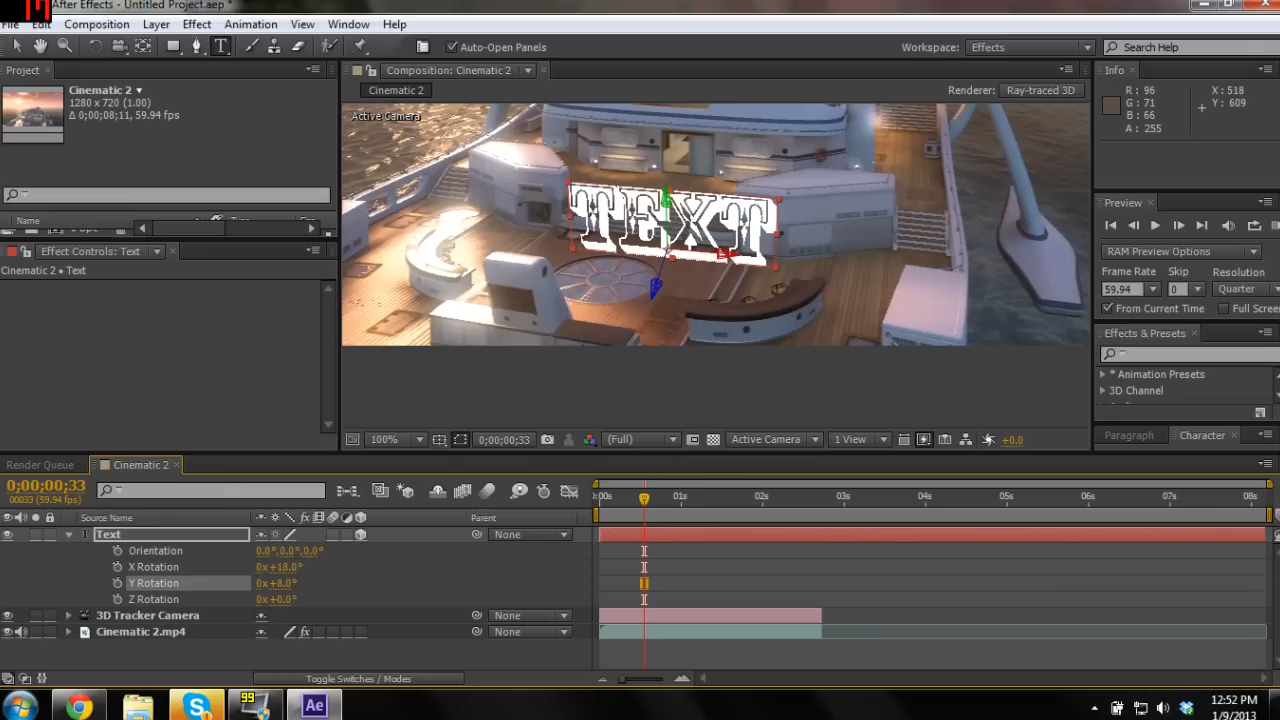 After Effects - Untitled Project.aep *
File Edit Composition Layer Effect Animation View Window Help
T Auto-Open Panels Workspace: Effects Search Help
Project Composition: Cinematic 2 Info
Cinematic 2
1280 x 720 (1.00)
Δ 0;00;08;11, 59.94 fps
Cinematic 2 Renderer: Ray-traced 3D
R: 96 X: 518
G: 71 Y: 609
B: 66
A: 255
Active Camera
TEXT
Name
Effect Controls: Text
Cinematic 2 • Text
Preview
RAM Preview Options
Frame Rate Skip Resolution
59.94 0 Quarter
From Current Time Full Scree
Effects & Presets
* Animation Presets
3D Channel
100% 0;00;00;33 (Full) Active Camera 1 View +0.0
Paragraph Character
Render Queue Cinematic 2
0;00;00;33
00033 (59.94 fps)
:00s 01s 02s 03s 04s 05s 06s 07s 08s
Source Name fx Parent
Text None
Orientation 0.0°,0.0°,0.0°
X Rotation 0x+18.0°
Y Rotation 0x+8.0°
Z Rotation 0x+0.0°
3D Tracker Camera None
Cinematic 2.mp4 fx None
Toggle Switches / Modes
99
Ae
12:52 PM
1/9/2013